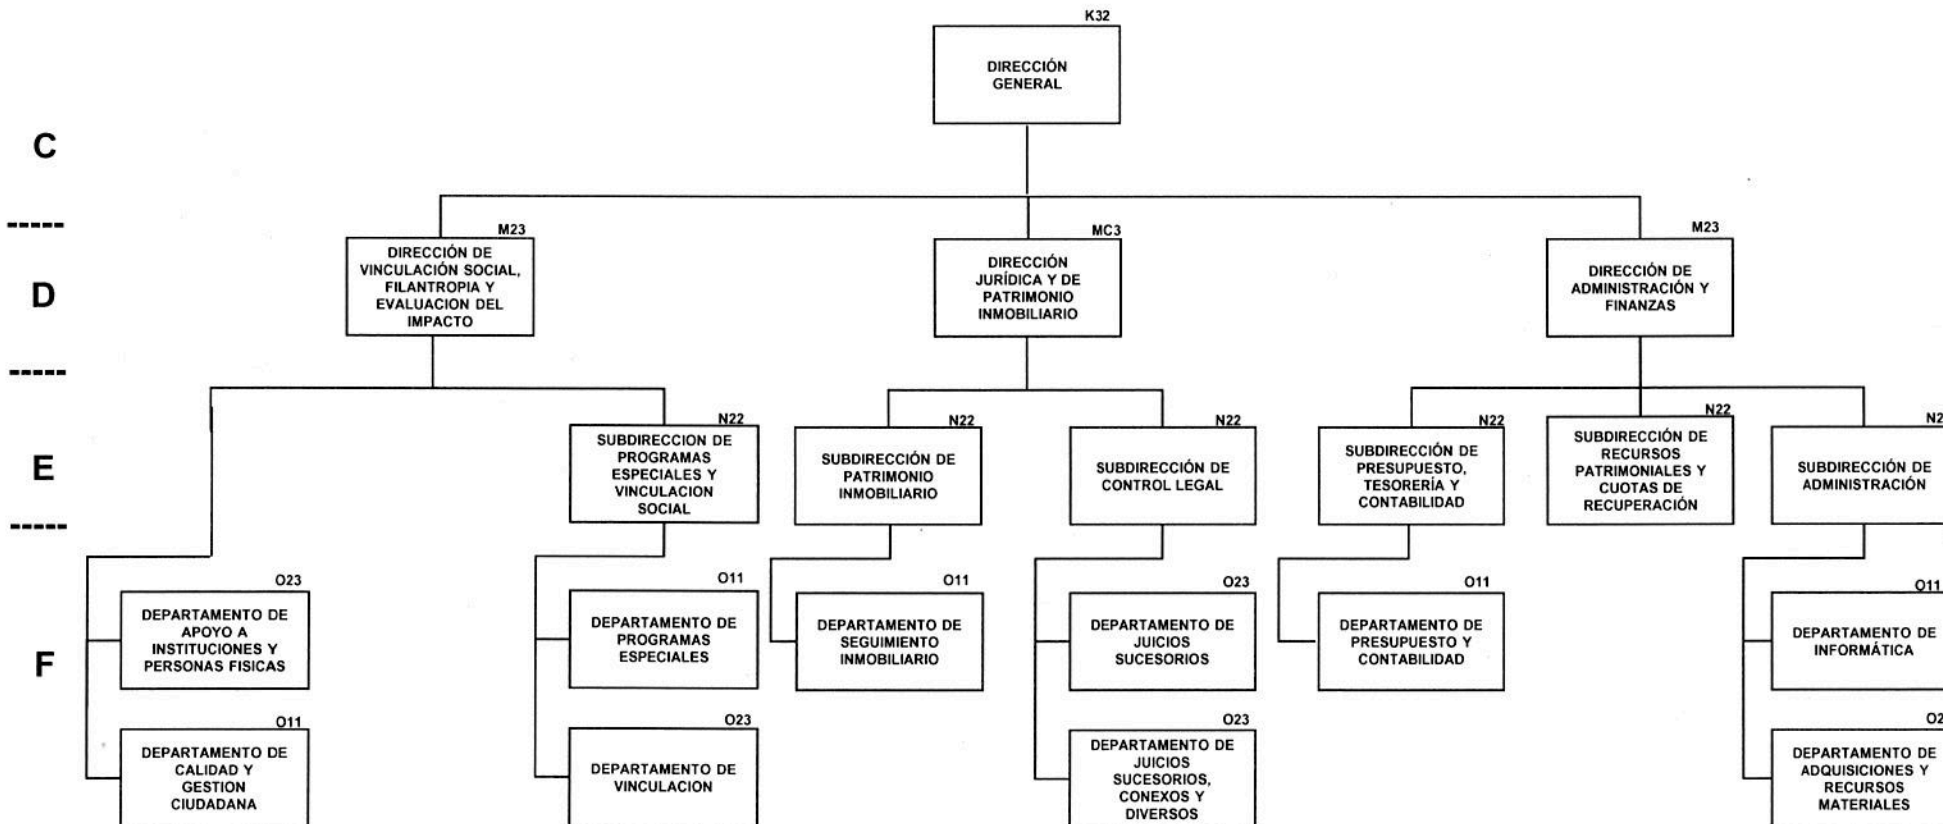 K32
DIRECCIÓN
GENERAL
C
-----
M23
DIRECCIÓN DE
VINCULACIÓN SOCIAL,
FILANTROPIA Y
EVALUACION DEL
IMPACTO
MC3
DIRECCIÓN
JURÍDICA Y DE
PATRIMONIO
INMOBILIARIO
M23
DIRECCIÓN DE
ADMINISTRACIÓN Y
FINANZAS
D
-----
N22
SUBDIRECCION DE
PROGRAMAS
ESPECIALES Y
VINCULACION
SOCIAL
N22
SUBDIRECCIÓN DE
PATRIMONIO
INMOBILIARIO
N22
SUBDIRECCIÓN DE
CONTROL LEGAL
N22
SUBDIRECCIÓN DE
PRESUPUESTO,
TESORERÍA Y
CONTABILIDAD
N22
SUBDIRECCIÓN DE
RECURSOS
PATRIMONIALES Y
CUOTAS DE
RECUPERACIÓN
N2
SUBDIRECCIÓN DE
ADMINISTRACIÓN
E
-----
O23
DEPARTAMENTO DE
APOYO A
INSTITUCIONES Y
PERSONAS FISICAS
O11
DEPARTAMENTO DE
PROGRAMAS
ESPECIALES
O11
DEPARTAMENTO DE
SEGUIMIENTO
INMOBILIARIO
O23
DEPARTAMENTO DE
JUICIOS
SUCESORIOS
O11
DEPARTAMENTO DE
PRESUPUESTO Y
CONTABILIDAD
O11
DEPARTAMENTO DE
INFORMÁTICA
F
O11
DEPARTAMENTO DE
CALIDAD Y
GESTION
CIUDADANA
O23
DEPARTAMENTO DE
VINCULACION
O23
DEPARTAMENTO DE
JUICIOS
SUCESORIOS,
CONEXOS Y
DIVERSOS
O2
DEPARTAMENTO DE
ADQUISICIONES Y
RECURSOS
MATERIALES